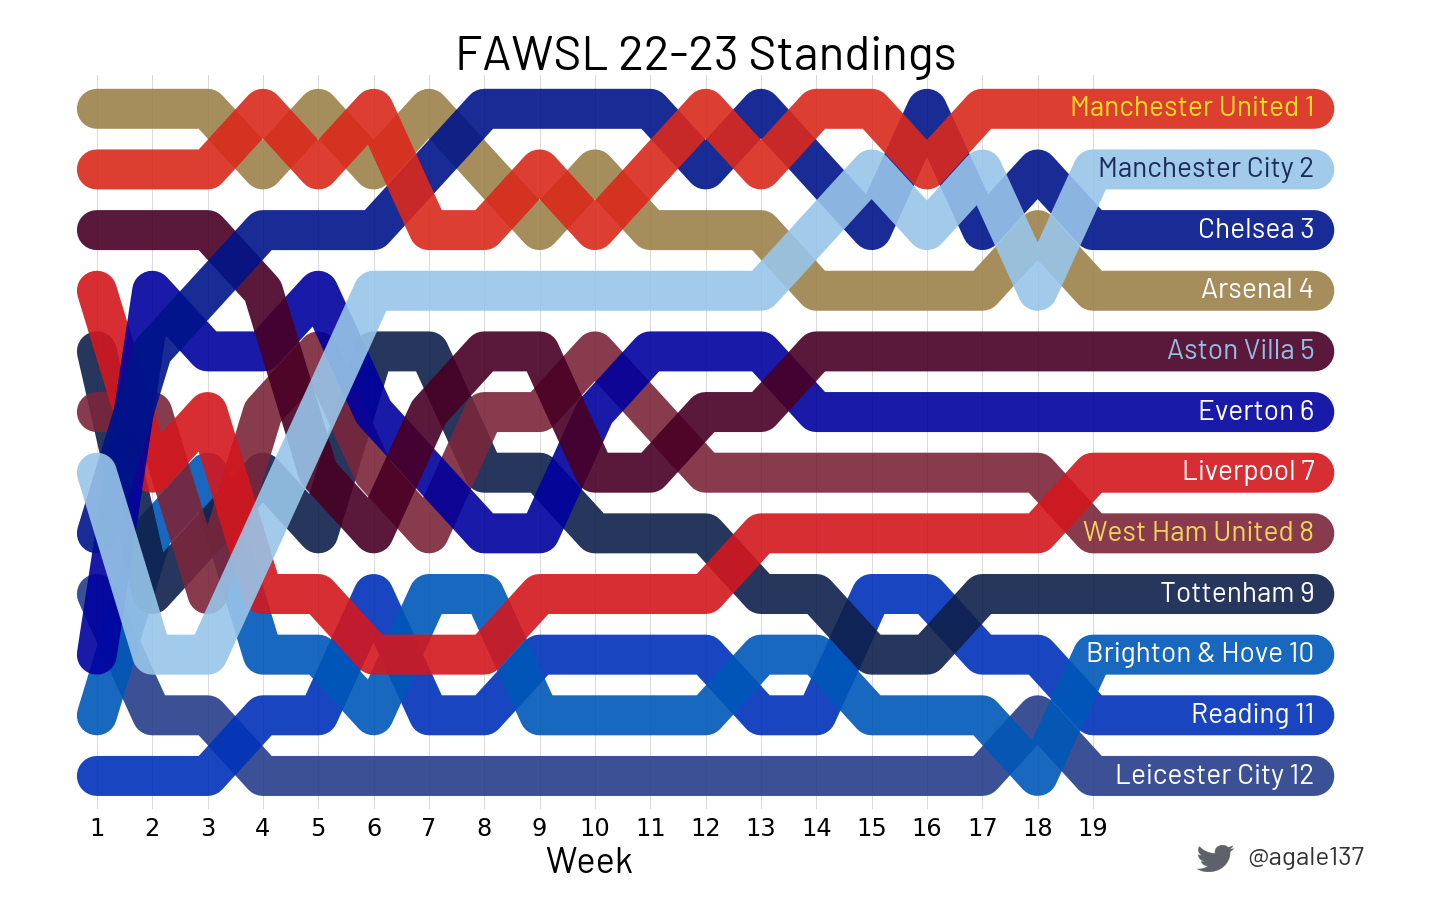 FAWSL 22-23 Standings
Manchester United 1
Manchester City 2
Chelsea 3
Arsenal 4
Aston Villa 5
Everton 6
Liverpool 7
West Ham United 8
Tottenham 9
Brighton & Hove 10
Reading 11
Leicester City 12
1 2 3 4 5 6 7 8 9 10 11 12 13 14 15 16 17 18 19
Week
@agale137